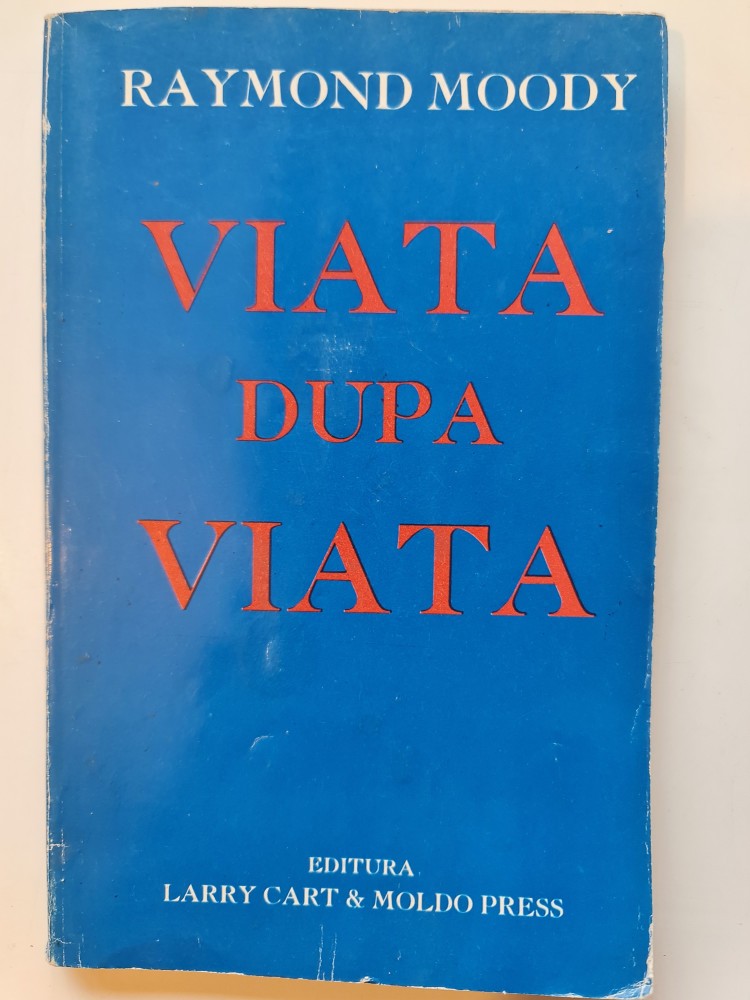 RAYMOND MOODY
VIATA
DUPA
VIATA
EDITURA
LARRY CART & MOLDO PRESS